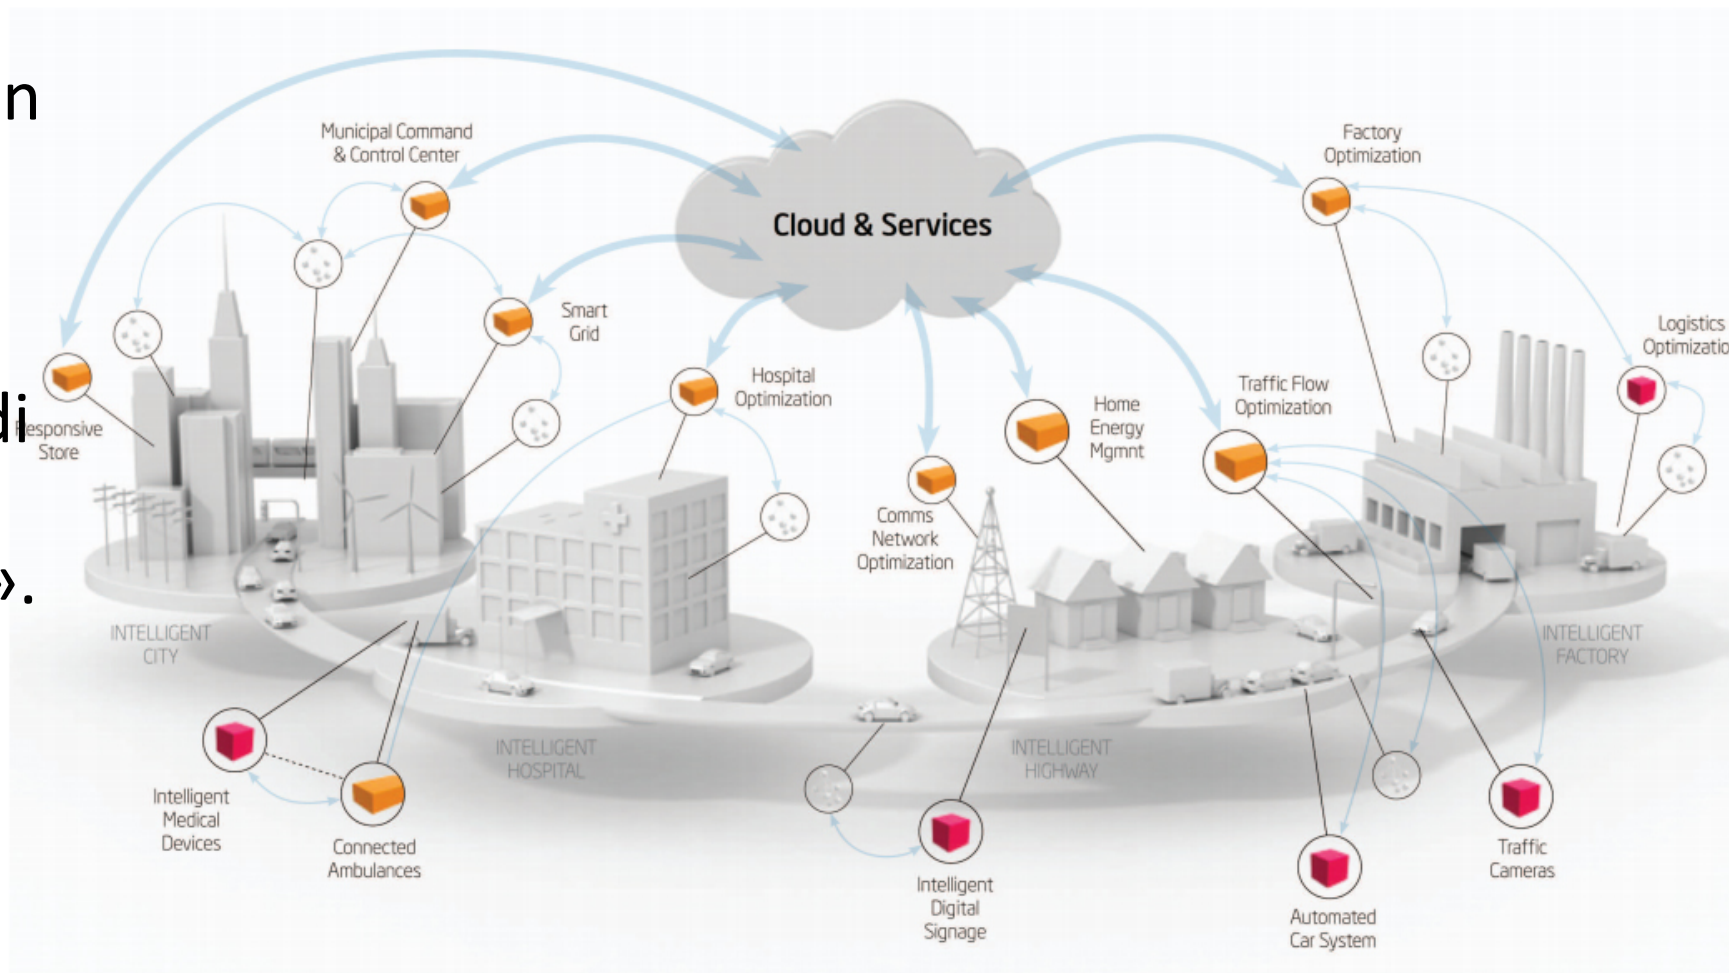 n
di
».
Municipal Command
& Control Center
Cloud & Services
Factory
Optimization
Smart
Grid
Logistics
Optimizatio
Responsive
Store
Hospital
Optimization
Home
Energy
Mgmnt
Traffic Flow
Optimization
Comms
Network
Optimization
INTELLIGENT
CITY
INTELLIGENT
FACTORY
INTELLIGENT
HOSPITAL
INTELLIGENT
HIGHWAY
Intelligent
Medical
Devices
Connected
Ambulances
Intelligent
Digital
Signage
Automated
Car System
Traffic
Cameras